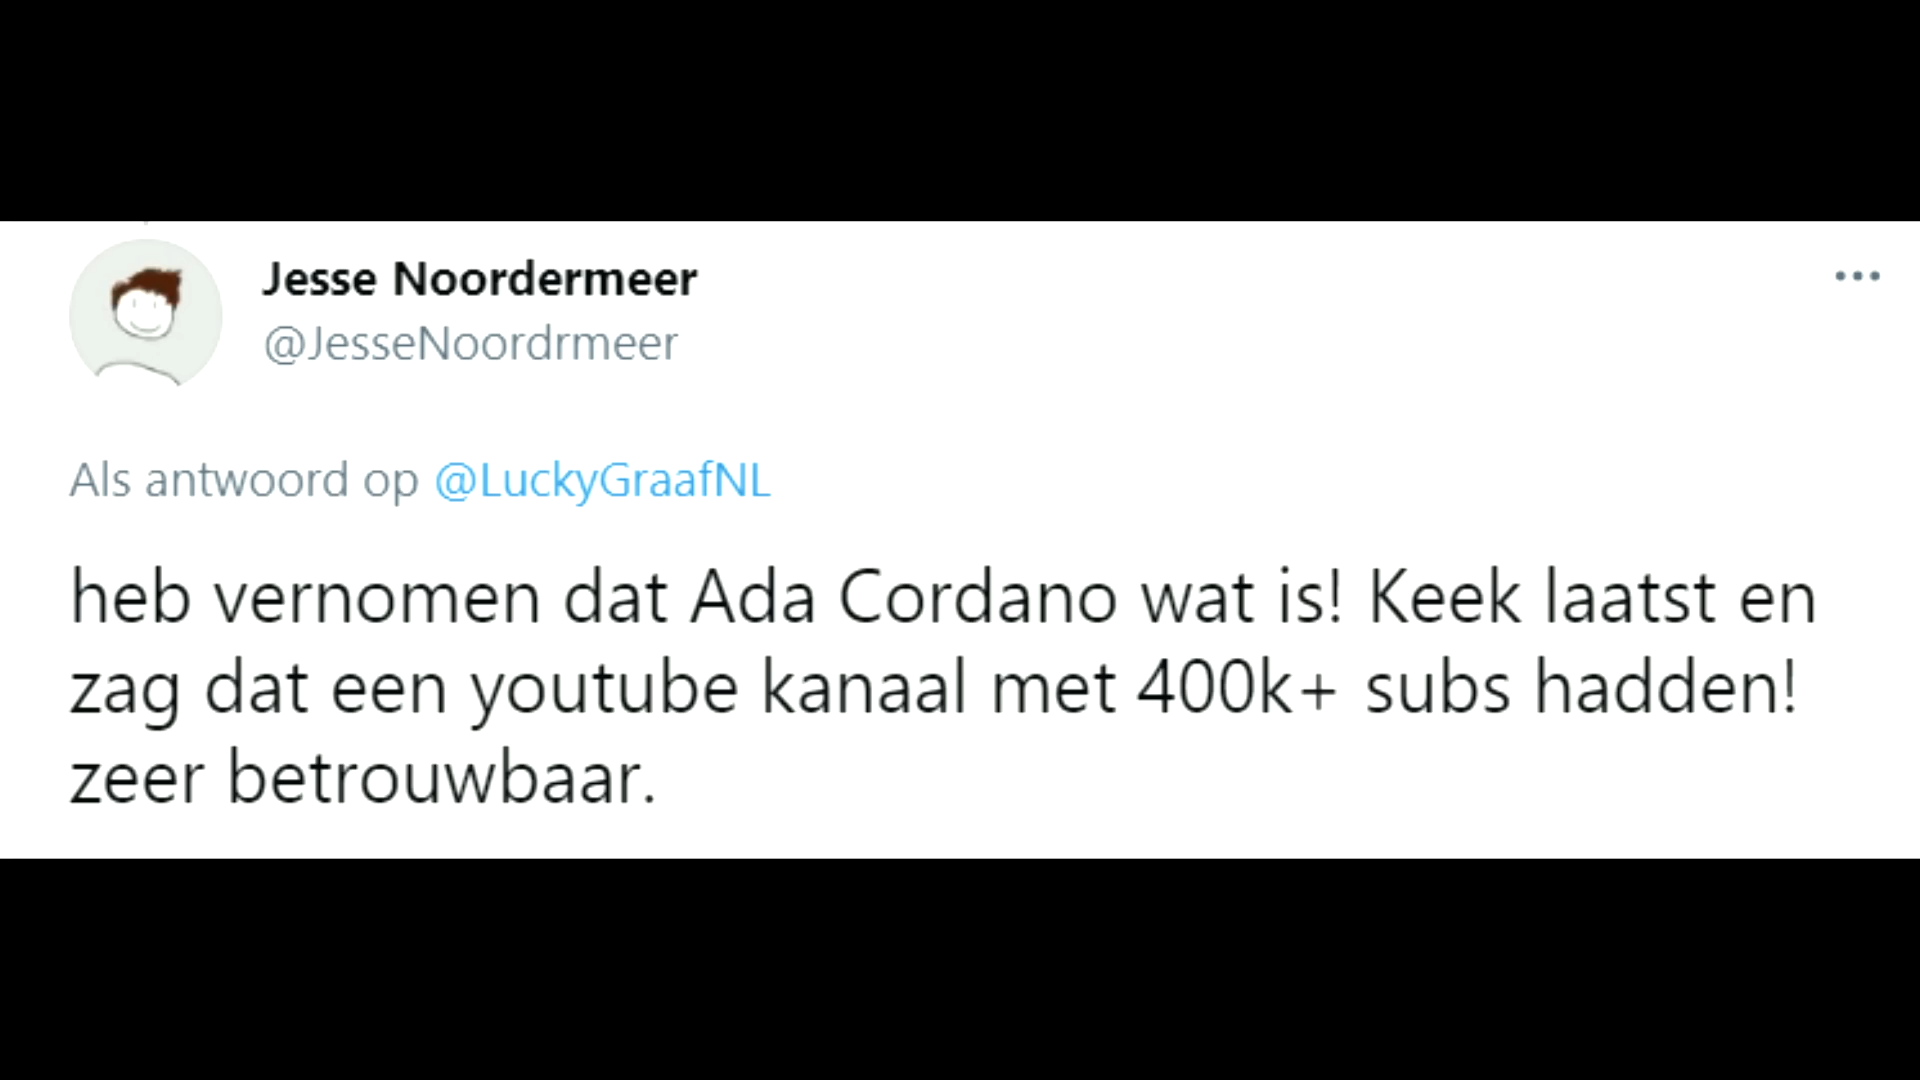 Jesse Noordermeer
@JesseNoordrmeer
Als antwoord op @LuckyGraafNL
heb vernomen dat Ada Cordano wat is! Keek laatst en
zag dat een youtube kanaal met 400k+ subs hadden!
zeer betrouwbaar.